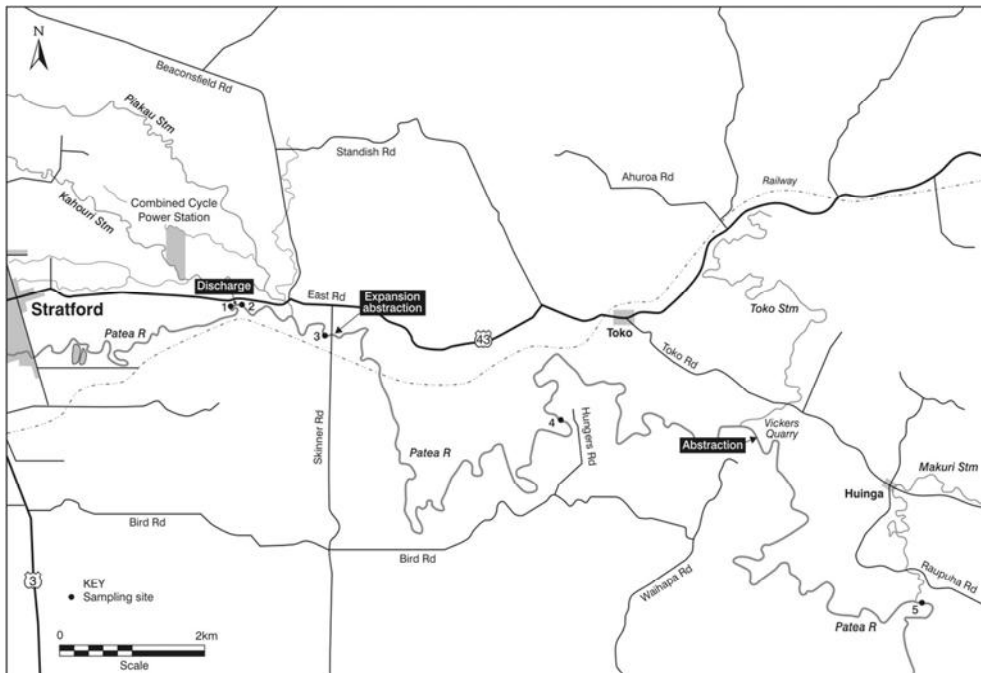 N
Beaconsfield Rd
Piakau Stm
Standish Rd
Ahuroa Rd
Railway
Kahouri Stm
Combined Cycle
Power Station
Discharge
Stratford
1
2
East Rd
Expansion
abstraction
Toko Stm
Patea R
3
43
Toko
Toko Rd
Skinner Rd
Patea R
4
Hungers Rd
Abstraction
Vickers
Quarry
Makuri Stm
Huinga
Bird Rd
Bird Rd
3
Waihapa Rd
Raupuha Rd
5
Patea R
KEY
Sampling site
0
2km
Scale